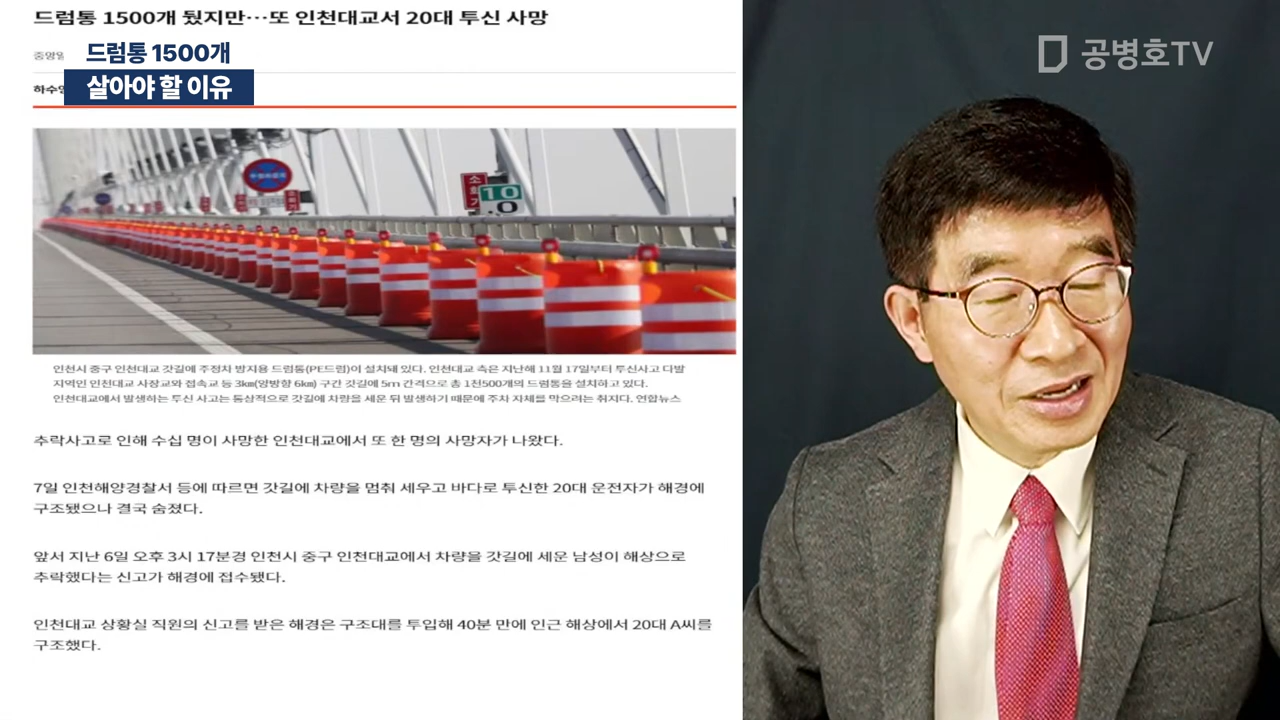 드럼통 1500개 뒀지만…또 인천대교서 20대 투신 사망
중앙일
드럼통 1500개
하수영
살아야 할 이유
공병호TV
소화기
10
0
인천시 중구 인천대교 갓길에 주정차 방지용 드럼통(PE드럼)이 설치돼 있다. 인천대교 측은 지난해 11월 17일부터 투신사고 다발
지역인 인천대교 사장교와 접속교 등 3㎞(양방향 6㎞) 구간 갓길에 5m 간격으로 총 1천500개의 드럼통을 설치하고 있다.
인천대교에서 발생하는 투신 사고는 통상적으로 갓길에 차량을 세운 뒤 발생하기 때문에 주차 자체를 막으려는 취지다. 연합뉴스
추락사고로 인해 수십 명이 사망한 인천대교에서 또 한 명의 사망자가 나왔다.
7일 인천해양경찰서 등에 따르면 갓길에 차량을 멈춰 세우고 바다로 투신한 20대 운전자가 해경에
구조됐으나 결국 숨졌다.
앞서 지난 6일 오후 3시 17분경 인천시 중구 인천대교에서 차량을 갓길에 세운 남성이 해상으로
추락했다는 신고가 해경에 접수됐다.
인천대교 상황실 직원의 신고를 받은 해경은 구조대를 투입해 40분 만에 인근 해상에서 20대 A씨를
구조했다.